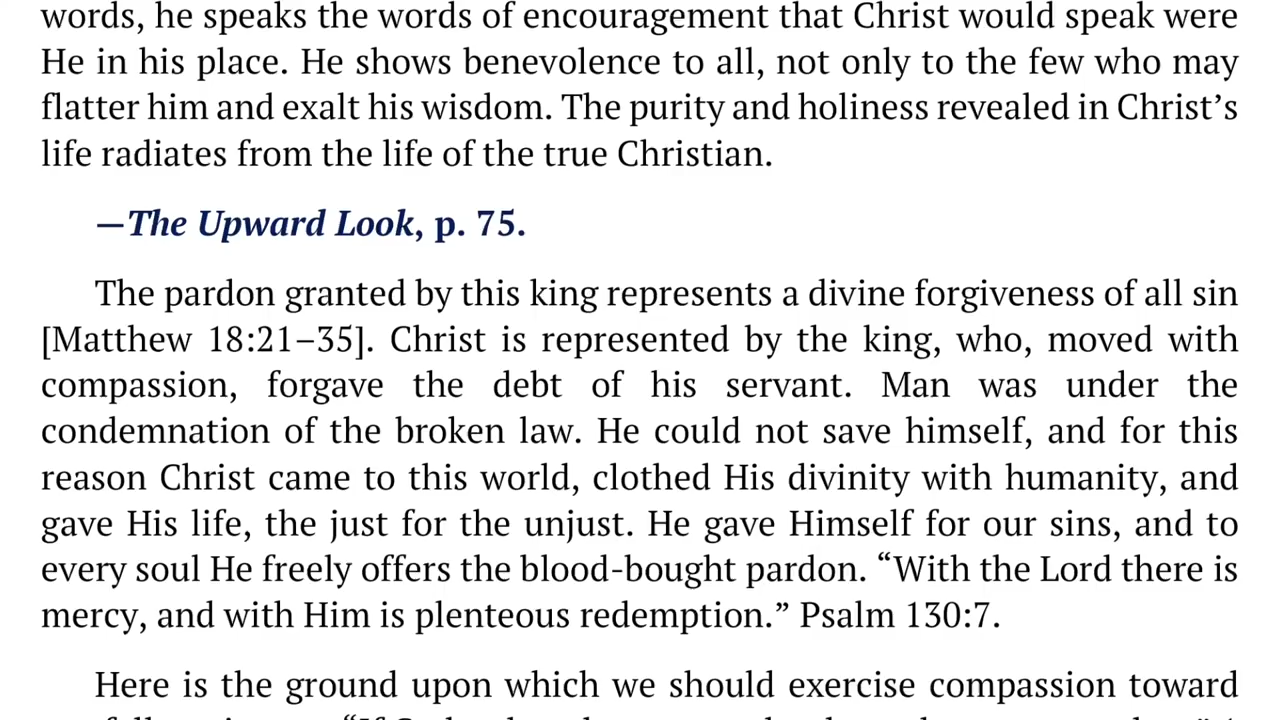 words, he speaks the words of encouragement that Christ would speak were
He in his place. He shows benevolence to all, not only to the few who may
flatter him and exalt his wisdom. The purity and holiness revealed in Christ’s
life radiates from the life of the true Christian.
—The Upward Look, p. 75.
The pardon granted by this king represents a divine forgiveness of all sin
[Matthew 18:21–35]. Christ is represented by the king, who, moved with
compassion, forgave the debt of his servant. Man was under the
condemnation of the broken law. He could not save himself, and for this
reason Christ came to this world, clothed His divinity with humanity, and
gave His life, the just for the unjust. He gave Himself for our sins, and to
every soul He freely offers the blood-bought pardon. “With the Lord there is
mercy, and with Him is plenteous redemption.” Psalm 130:7.
Here is the ground upon which we should exercise compassion toward